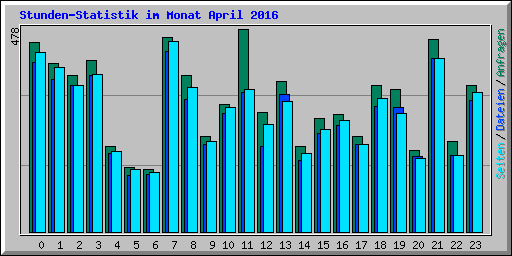 Stunden-Statistik im Monat April 2016
478
Seiten / Dateien / Anfragen
0 1 2 3 4 5 6 7 8 9 10 11 12 13 14 15 16 17 18 19 20 21 22 23